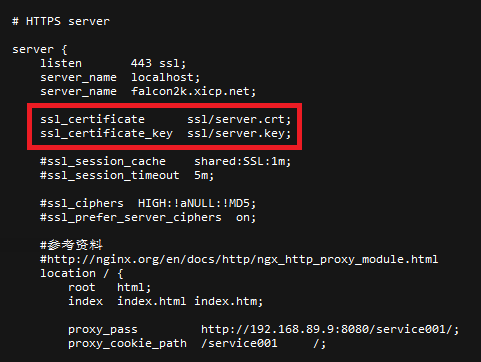 # HTTPS server
server {
listen 443 ssl;
server_name localhost;
server_name falcon2k.xicp.net;
ssl_certificate ssl/server.crt;
ssl_certificate_key ssl/server.key;
#ssl_session_cache shared:SSL:1m;
#ssl_session_timeout 5m;
#ssl_ciphers HIGH:!aNULL:!MD5;
#ssl_prefer_server_ciphers on;
#参考资料
#http://nginx.org/en/docs/http/ngx_http_proxy_module.html
location / {
root html;
index index.html index.htm;
proxy_pass http://192.168.89.9:8080/service001/;
proxy_cookie_path /service001 /;